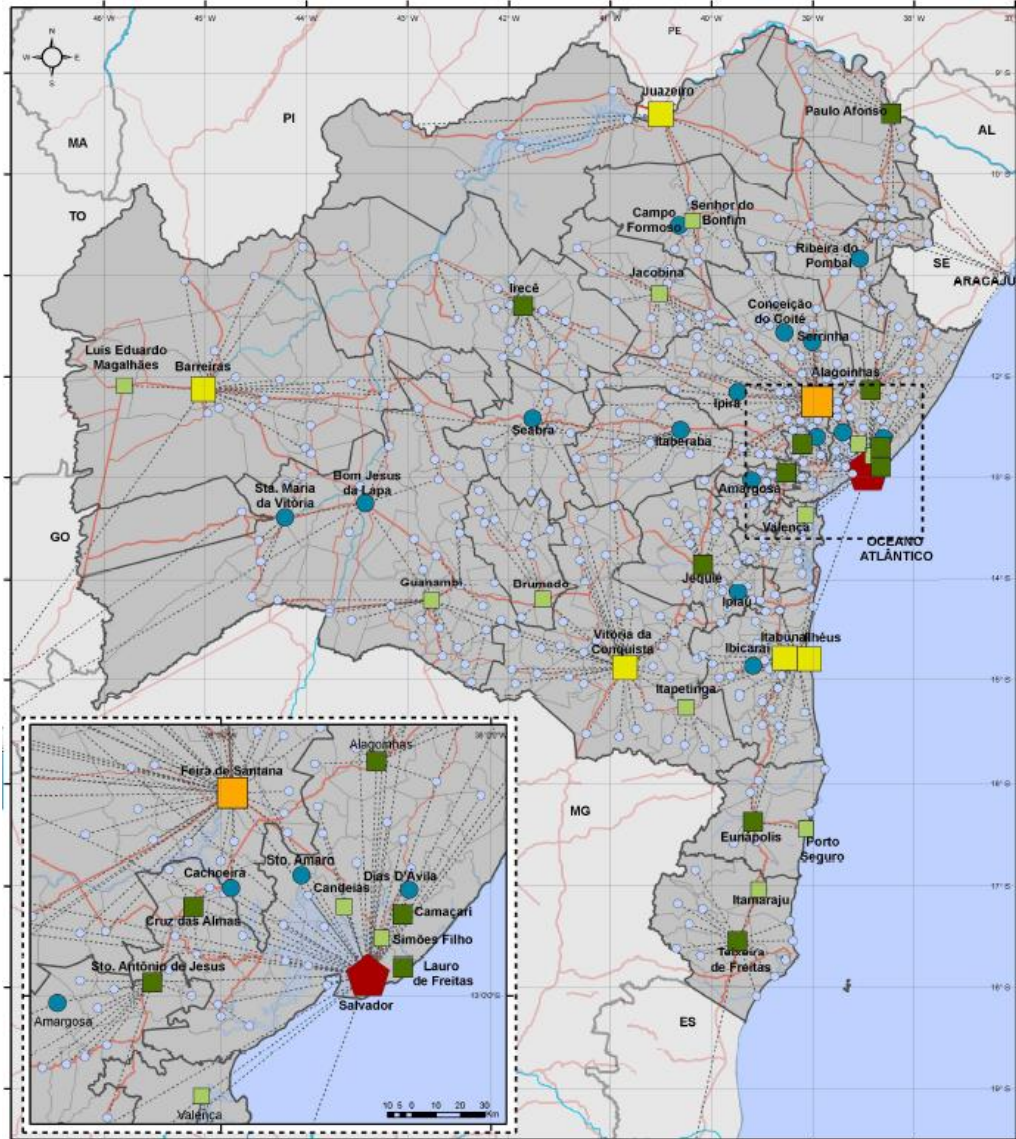 46° W
44° W
43° W
42° W
41° W
40° W
39° W
38° W
N
W
E
S
PE
9° S
Juazeiro
PI
Paulo Afonso
AL
MA
TO
Campo
Formoso
Senhor do
Bonfim
Ribeira do
Pombal
SE
Jacobina
ARACAJU
Irecê
Conceição
do Coité
Serrinha
Luis Eduardo
Magalhães
Barreiras
Alagoinhas
12° S
Ipirá
Seabra
Itaberaba
Bom Jesus
da Lapa
Sta. Maria
da Vitória
Amargosa
13° S
Valença
GO
OCEANO
ATLÂNTICO
Jequié
14° S
Guanambi
Brumado
Ipiaú
Vitória da
Conquista
Ibicaraí
Itabuna
Ilhéus
15° S
Itapetinga
16° S
MG
Eunápolis
Porto
Seguro
17° S
Itamaraju
Teixeira
de Freitas
ES
19° S
Alagoinhas
Feira de Santana
Sto. Amaro
Cachoeira
Candeias
Dias D'Ávila
Camaçari
Cruz das Almas
Simões Filho
Sto. Antônio de Jesus
Lauro
de Freitas
Salvador
13°00'S
Amargosa
Valença
10 5 0 10 20 30
Km